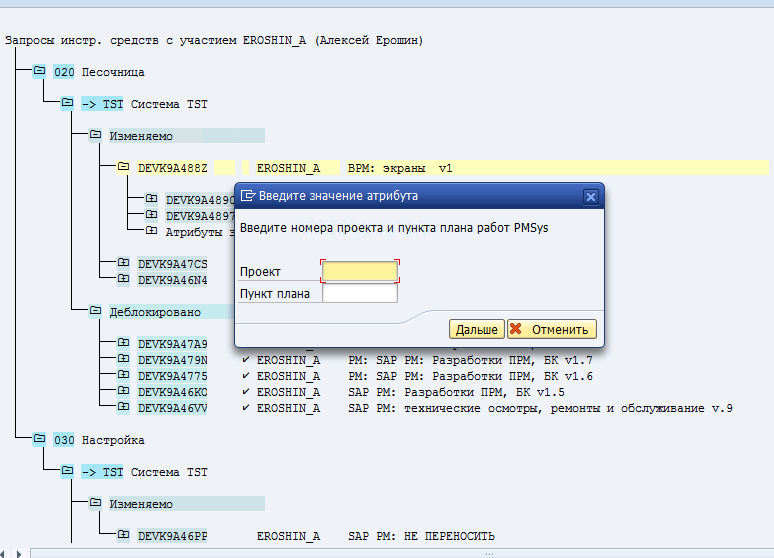 Запросы инстр. средств с участием EROSHIN_A (Алексей Ерошин)
020 Песочница
-> TST Система TST
Изменяемо
DEVK9A488Z EROSHIN_A BPM: экраны v1
DEVK9A489
DEVK9A4897
Атрибуты
DEVK9A47CS
DEVK9A46N4
Деблокировано
DEVK9A47A9
DEVK9A479N ✔ EROSHIN_A PM: SAP PM: Разработки ПРМ, БК v1.7
DEVK9A4775 ✔ EROSHIN_A PM: SAP PM: Разработки ПРМ, БК v1.6
DEVK9A46KO ✔ EROSHIN_A SAP PM: Разработки ПРМ, БК v1.5
DEVK9A46VV ✔ EROSHIN_A SAP PM: технические осмотры, ремонты и обслуживание v.9
030 Настройка
-> TST Система TST
Изменяемо
DEVK9A46PP EROSHIN_A SAP PM: НЕ ПЕРЕНОСИТЬ
Введите значение атрибута
Введите номера проекта и пункта плана работ PMSys
Проект
Пункт плана
Дальше Отменить